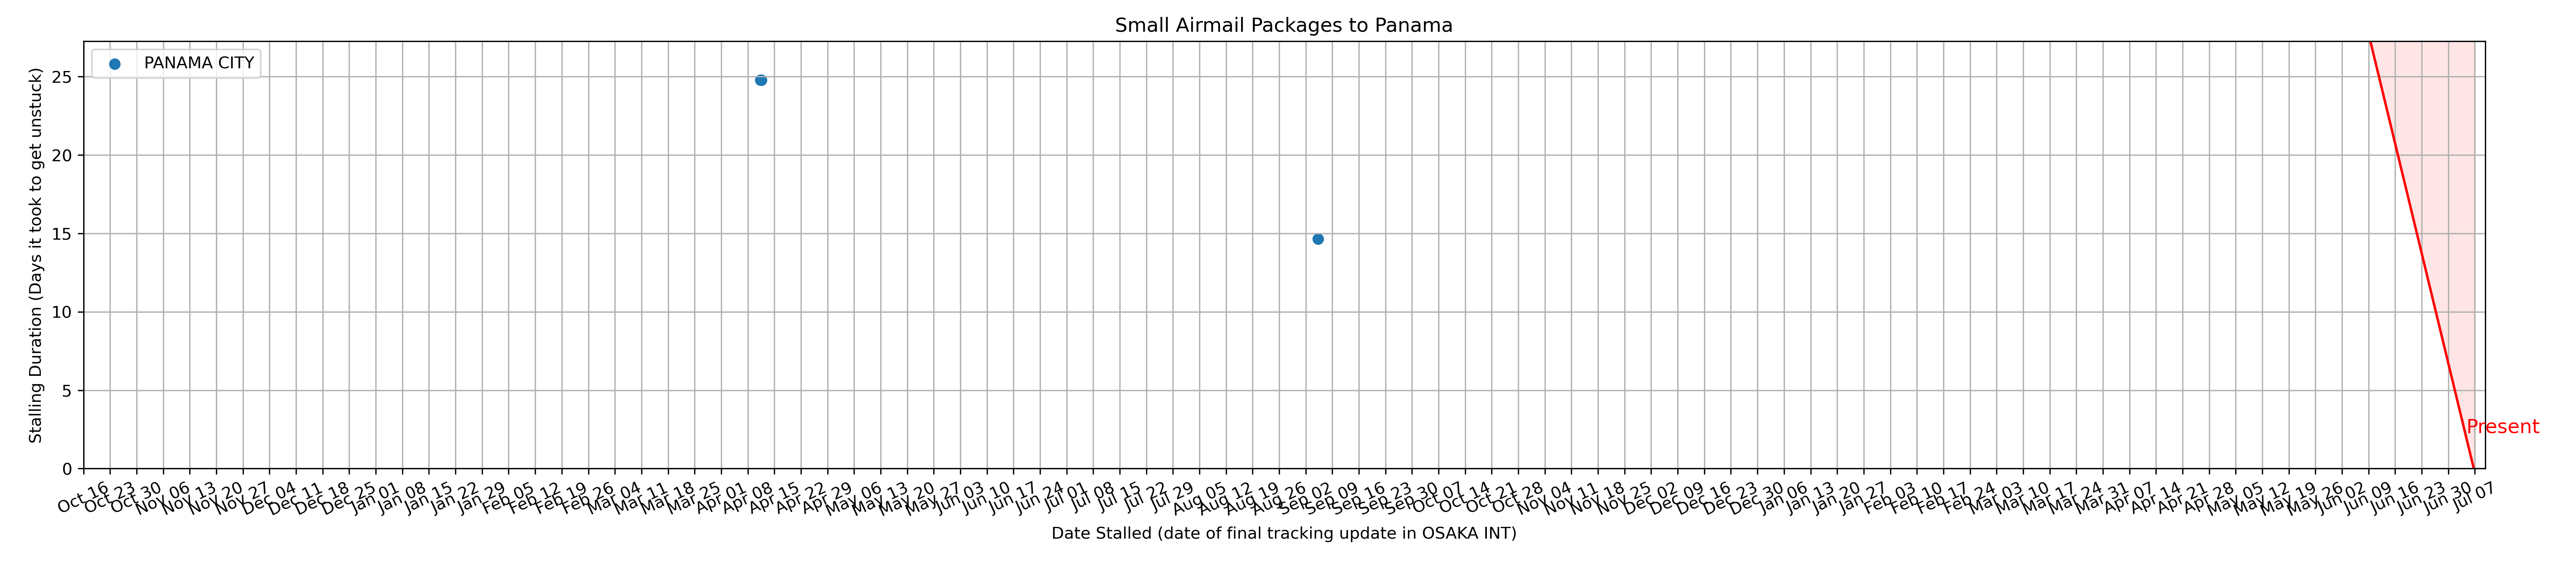 Small Airmail Packages to Panama
PANAMA CITY
Stalling Duration (Days it took to get unstuck)
25
20
15
10
5
0
Present
Oct 16 Oct 23 Oct 30 Nov 06 Nov 13 Nov 20 Nov 27 Dec 04 Dec 11 Dec 18 Dec 25 Jan 01 Jan 08 Jan 15 Jan 22 Jan 29 Feb 05 Feb 12 Feb 19 Feb 26 Mar 04 Mar 11 Mar 18 Mar 25 Apr 01 Apr 08 Apr 15 Apr 22 Apr 29 May 06 May 13 May 20 May 27 Jun 03 Jun 10 Jun 17 Jun 24 Jul 01 Jul 08 Jul 15 Jul 22 Jul 29 Aug 05 Aug 12 Aug 19 Aug 26 Sep 02 Sep 09 Sep 16 Sep 23 Sep 30 Oct 07 Oct 14 Oct 21 Oct 28 Nov 04 Nov 11 Nov 18 Nov 25 Dec 02 Dec 09 Dec 16 Dec 23 Dec 30 Jan 06 Jan 13 Jan 20 Jan 27 Feb 03 Feb 10 Feb 17 Feb 24 Mar 03 Mar 10 Mar 17 Mar 24 Mar 31 Apr 07 Apr 14 Apr 21 Apr 28 May 05 May 12 May 19 May 26 Jun 02 Jun 09 Jun 16 Jun 23 Jun 30 Jul 07
Date Stalled (date of final tracking update in OSAKA INT)